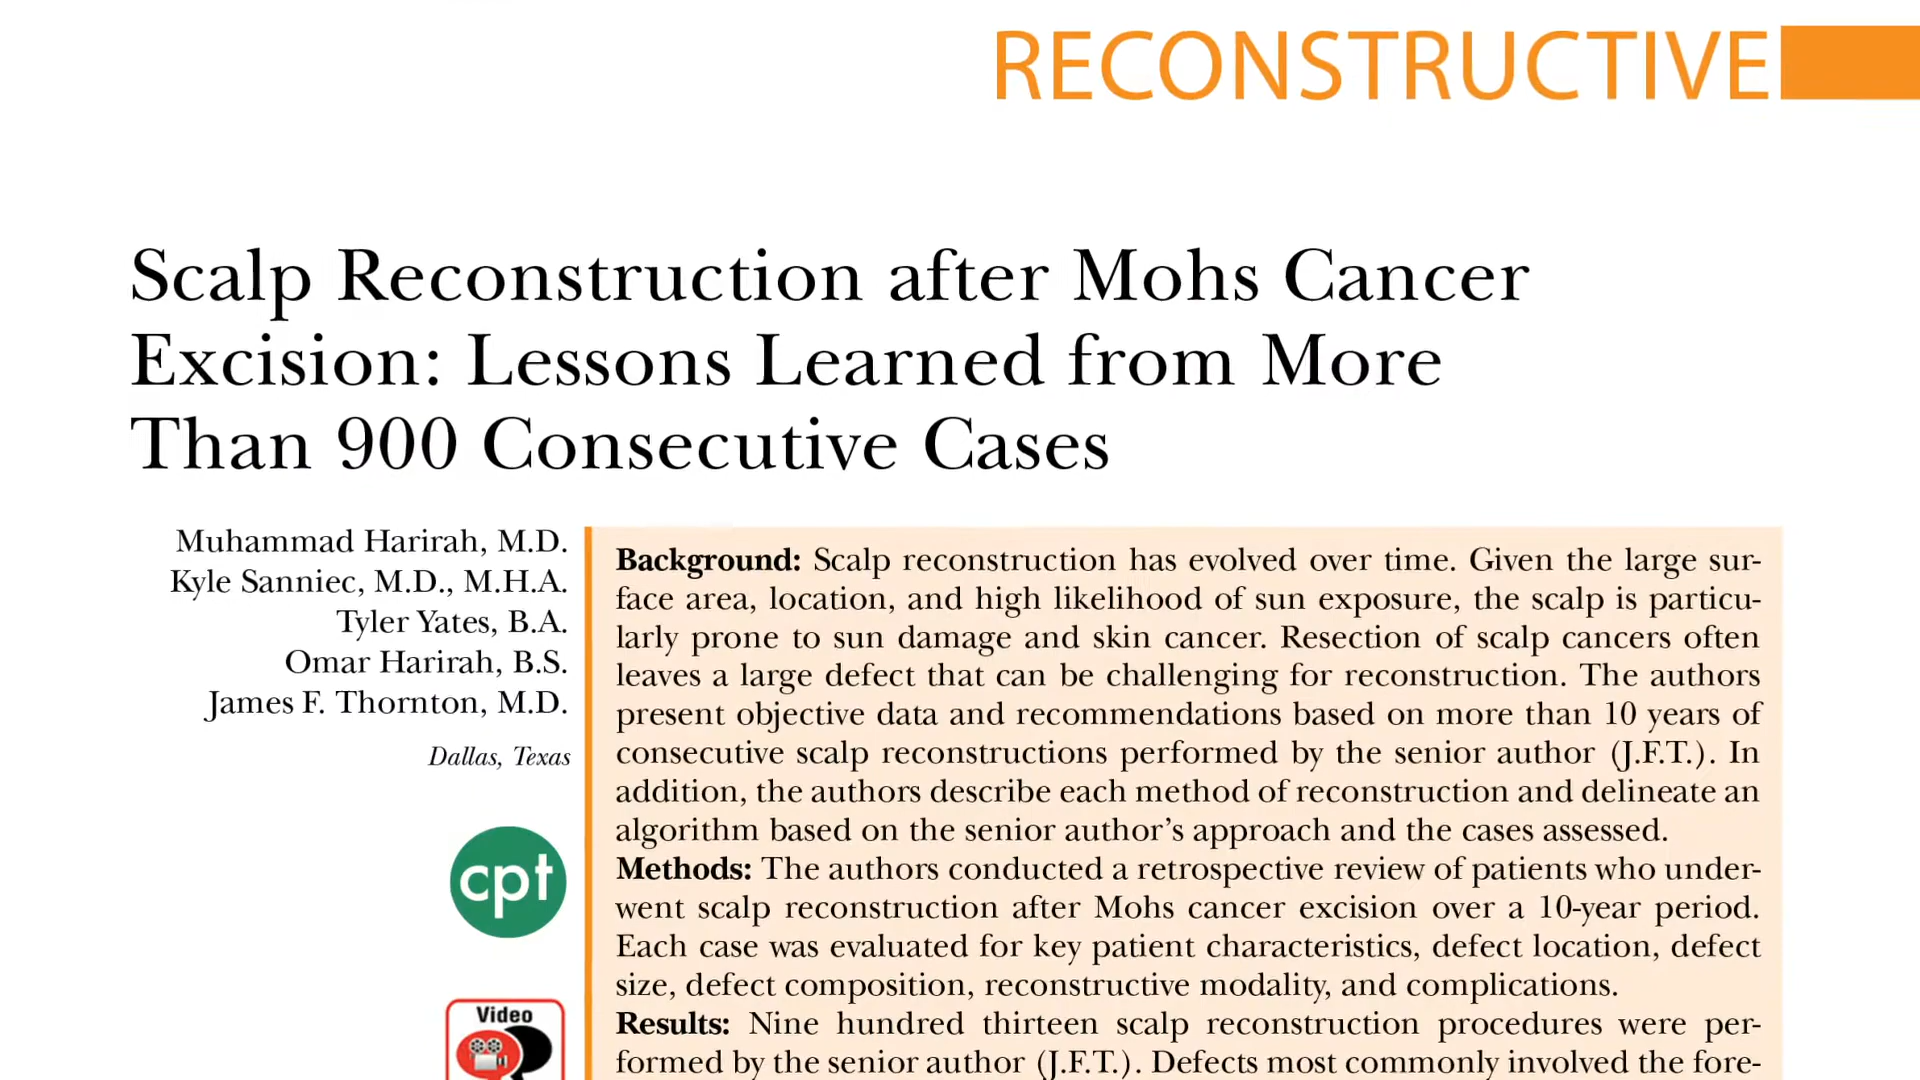 RECONSTRUCTIVE
Scalp Reconstruction after Mohs Cancer
Excision: Lessons Learned from More
Than 900 Consecutive Cases
Muhammad Harirah, M.D.
Kyle Sanniec, M.D., M.H.A.
Tyler Yates, B.A.
Omar Harirah, B.S.
James F. Thornton, M.D.
Dallas, Texas
cpt
Video
Background: Scalp reconstruction has evolved over time. Given the large sur-
face area, location, and high likelihood of sun exposure, the scalp is particu-
larly prone to sun damage and skin cancer. Resection of scalp cancers often
leaves a large defect that can be challenging for reconstruction. The authors
present objective data and recommendations based on more than 10 years of
consecutive scalp reconstructions performed by the senior author (J.F.T.). In
addition, the authors describe each method of reconstruction and delineate an
algorithm based on the senior author’s approach and the cases assessed.
Methods: The authors conducted a retrospective review of patients who under-
went scalp reconstruction after Mohs cancer excision over a 10-year period.
Each case was evaluated for key patient characteristics, defect location, defect
size, defect composition, reconstructive modality, and complications.
Results: Nine hundred thirteen scalp reconstruction procedures were per-
formed by the senior author (J.F.T.). Defects most commonly involved the fore-